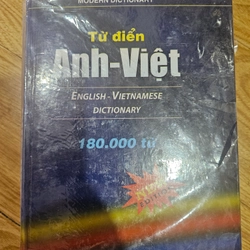 MODERN DICTIONARY
Từ điển
Anh-Việt
ENGLISH - VIETNAMESE
DICTIONARY
180.000 từ